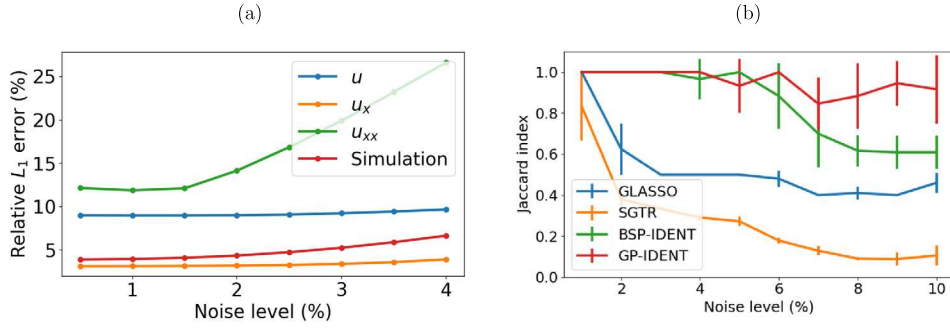 (a)
(b)
Relative L₁ error (%)
25
20
15
10
5
1
2
3
4
Noise level (%)
u
uₓ
uₓₓ
Simulation
Jaccard index
1.0
0.8
0.6
0.4
0.2
0.0
2
4
6
8
10
Noise level (%)
GLASSO
SGTR
BSP-IDENT
GP-IDENT